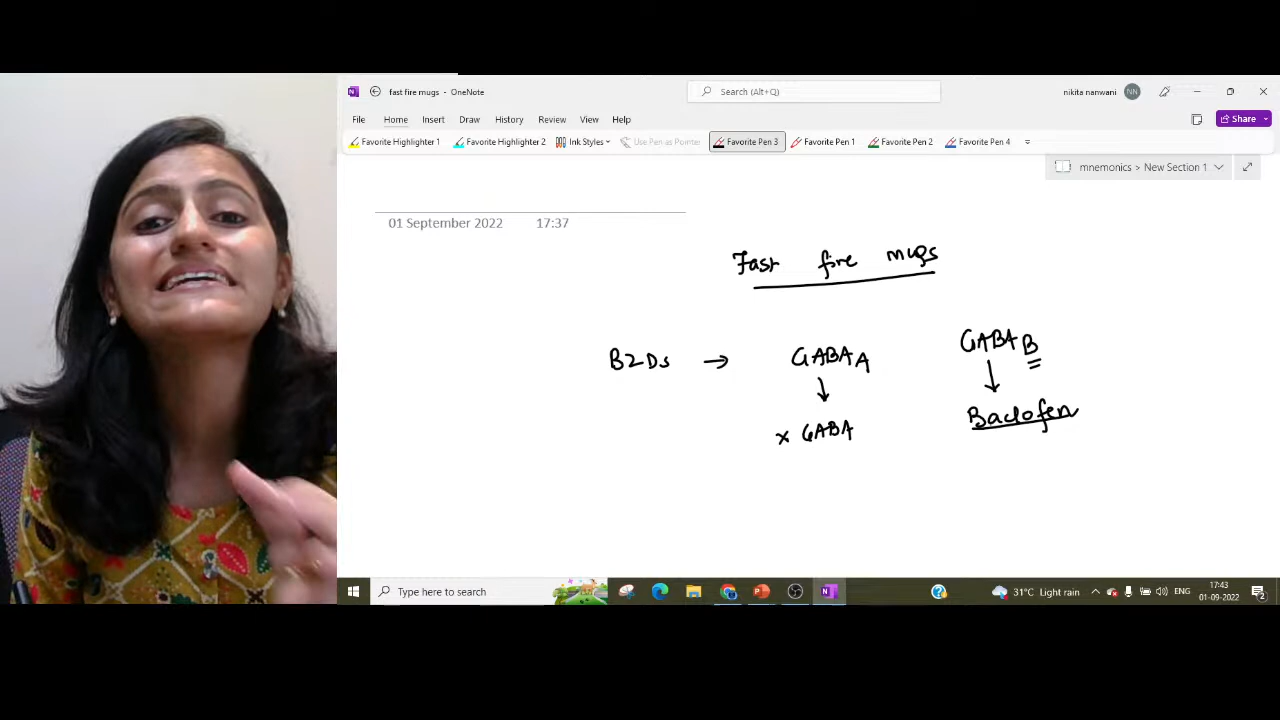 fast fire mugs - OneNote
Search (Alt+Q)
nikita nanwani
NN
File Home Insert Draw History Review View Help
Share
Favorite Highlighter 1 Favorite Highlighter 2 Ink Styles Use Pen as Pointer Favorite Pen 3 Favorite Pen 1 Favorite Pen 2 Favorite Pen 4
mnemonics > New Section 1
01 September 2022 17:37
Fast fire mugs
BZDs → GABA A
GABA B
↓
↓
x GABA
Baclofen
Type here to search
31°C Light rain
ENG
17:43
01-09-2022
2